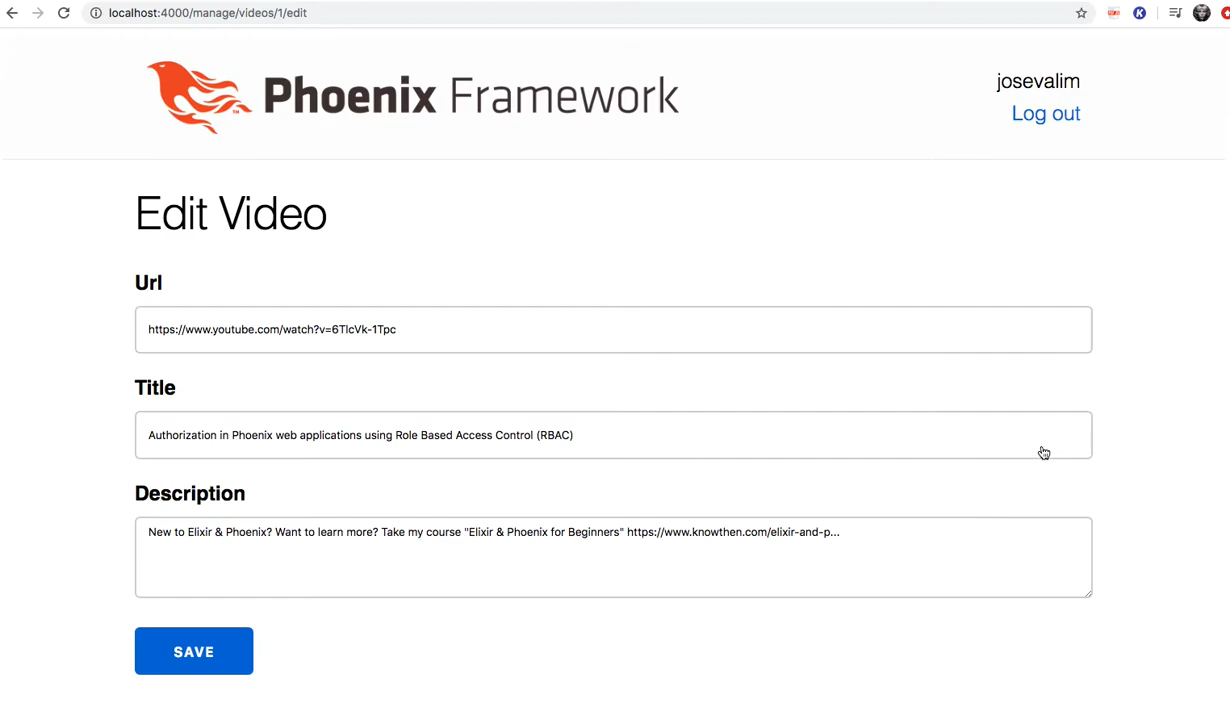 localhost:4000/manage/videos/1/edit
Phoenix Framework
TM
josevalim
Log out
Edit Video
Url
https://www.youtube.com/watch?v=6TlcVk-1Tpc
Title
Authorization in Phoenix web applications using Role Based Access Control (RBAC)
Description
New to Elixir & Phoenix? Want to learn more? Take my course "Elixir & Phoenix for Beginners" https://www.knowthen.com/elixir-and-p...
SAVE